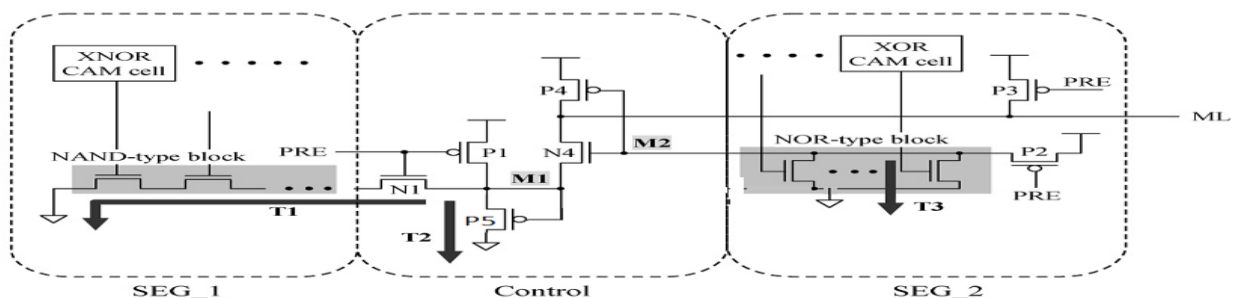 XNOR
CAM cell
NAND-type block
T1
SEG_1
PRE
P1
N1
M1
P5
T2
P4
N4
M2
Control
XOR
CAM cell
P3
PRE
ML
NOR-type block
P2
PRE
T3
SEG_2